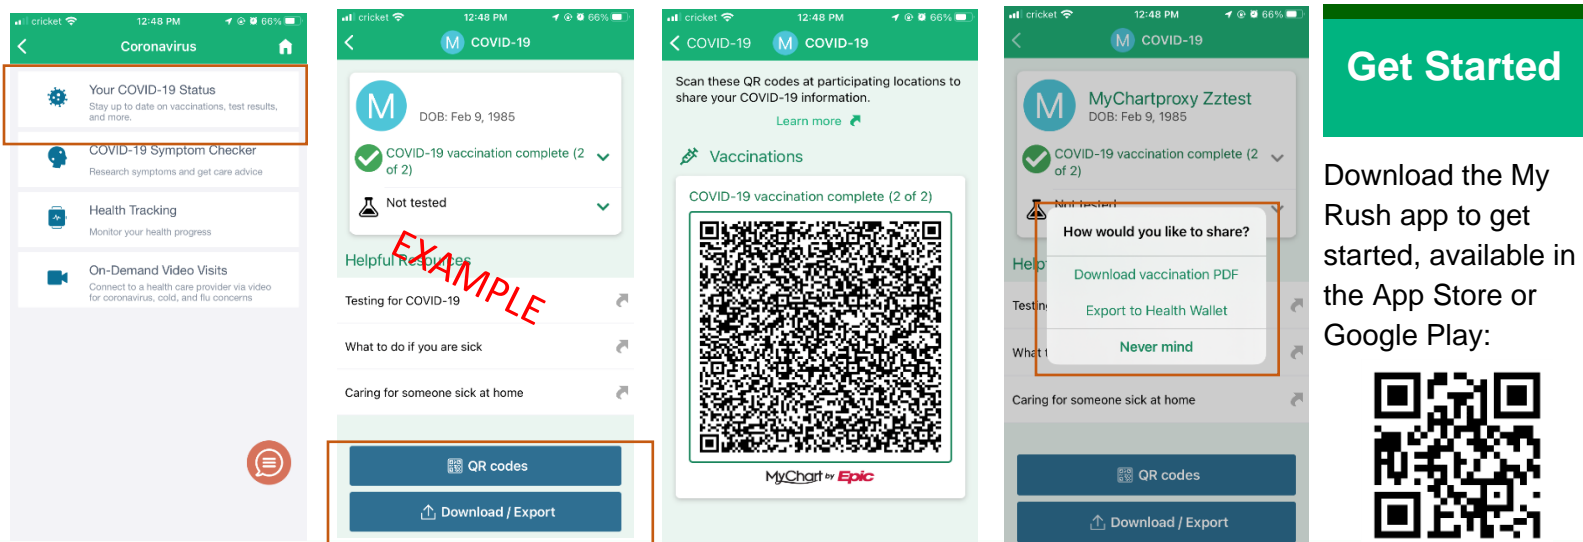 cricket 12:48 PM 66%
Coronavirus
Your COVID-19 Status
Stay up to date on vaccinations, test results,
and more.
COVID-19 Symptom Checker
Research symptoms and get care advice
Health Tracking
Monitor your health progress
On-Demand Video Visits
Connect to a health care provider via video
for coronavirus, cold, and flu concerns
cricket 12:48 PM 66%
M COVID-19
M
DOB: Feb 9, 1985
COVID-19 vaccination complete (2
of 2)
Not tested
Helpful Resources
EXAMPLE
Testing for COVID-19
What to do if you are sick
Caring for someone sick at home
QR codes
Download / Export
cricket 12:48 PM 66%
COVID-19 M COVID-19
Scan these QR codes at participating locations to
share your COVID-19 information.
Learn more
Vaccinations
COVID-19 vaccination complete (2 of 2)
MyChart by Epic
cricket 12:48 PM 66%
M COVID-19
M
MyChartproxy Zztest
DOB: Feb 9, 1985
COVID-19 vaccination complete (2
of 2)
Not tested
How would you like to share?
Help
Download vaccination PDF
Testin
Export to Health Wallet
What t
Never mind
Caring for someone sick at home
QR codes
Download / Export
Get Started
Download the My
Rush app to get
started, available in
the App Store or
Google Play: